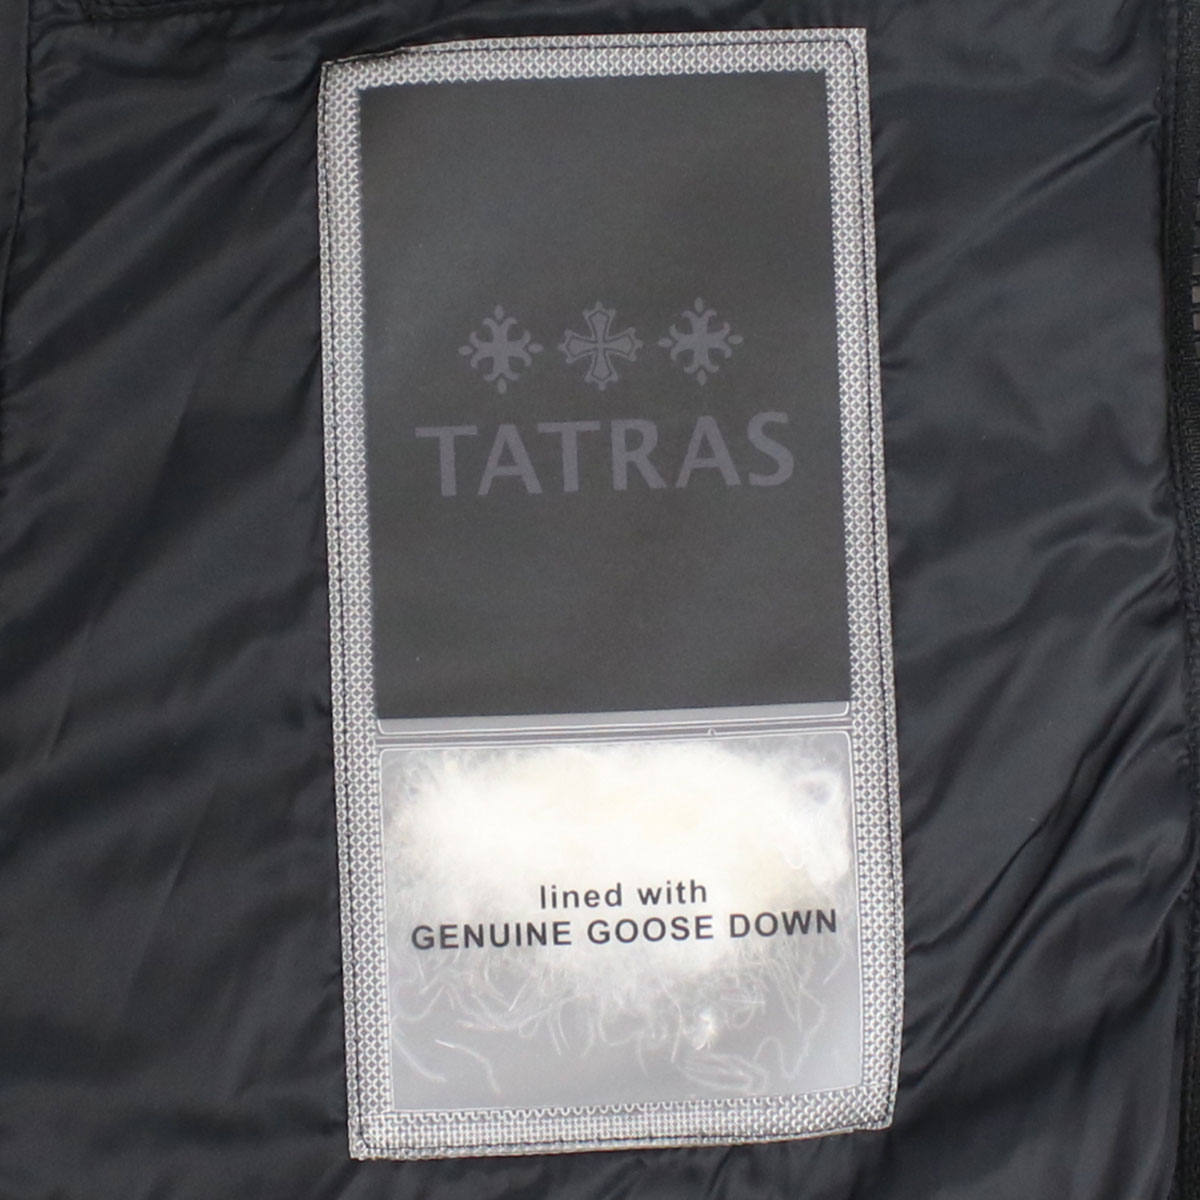 TATRAS
lined with
GENUINE GOOSE DOWN